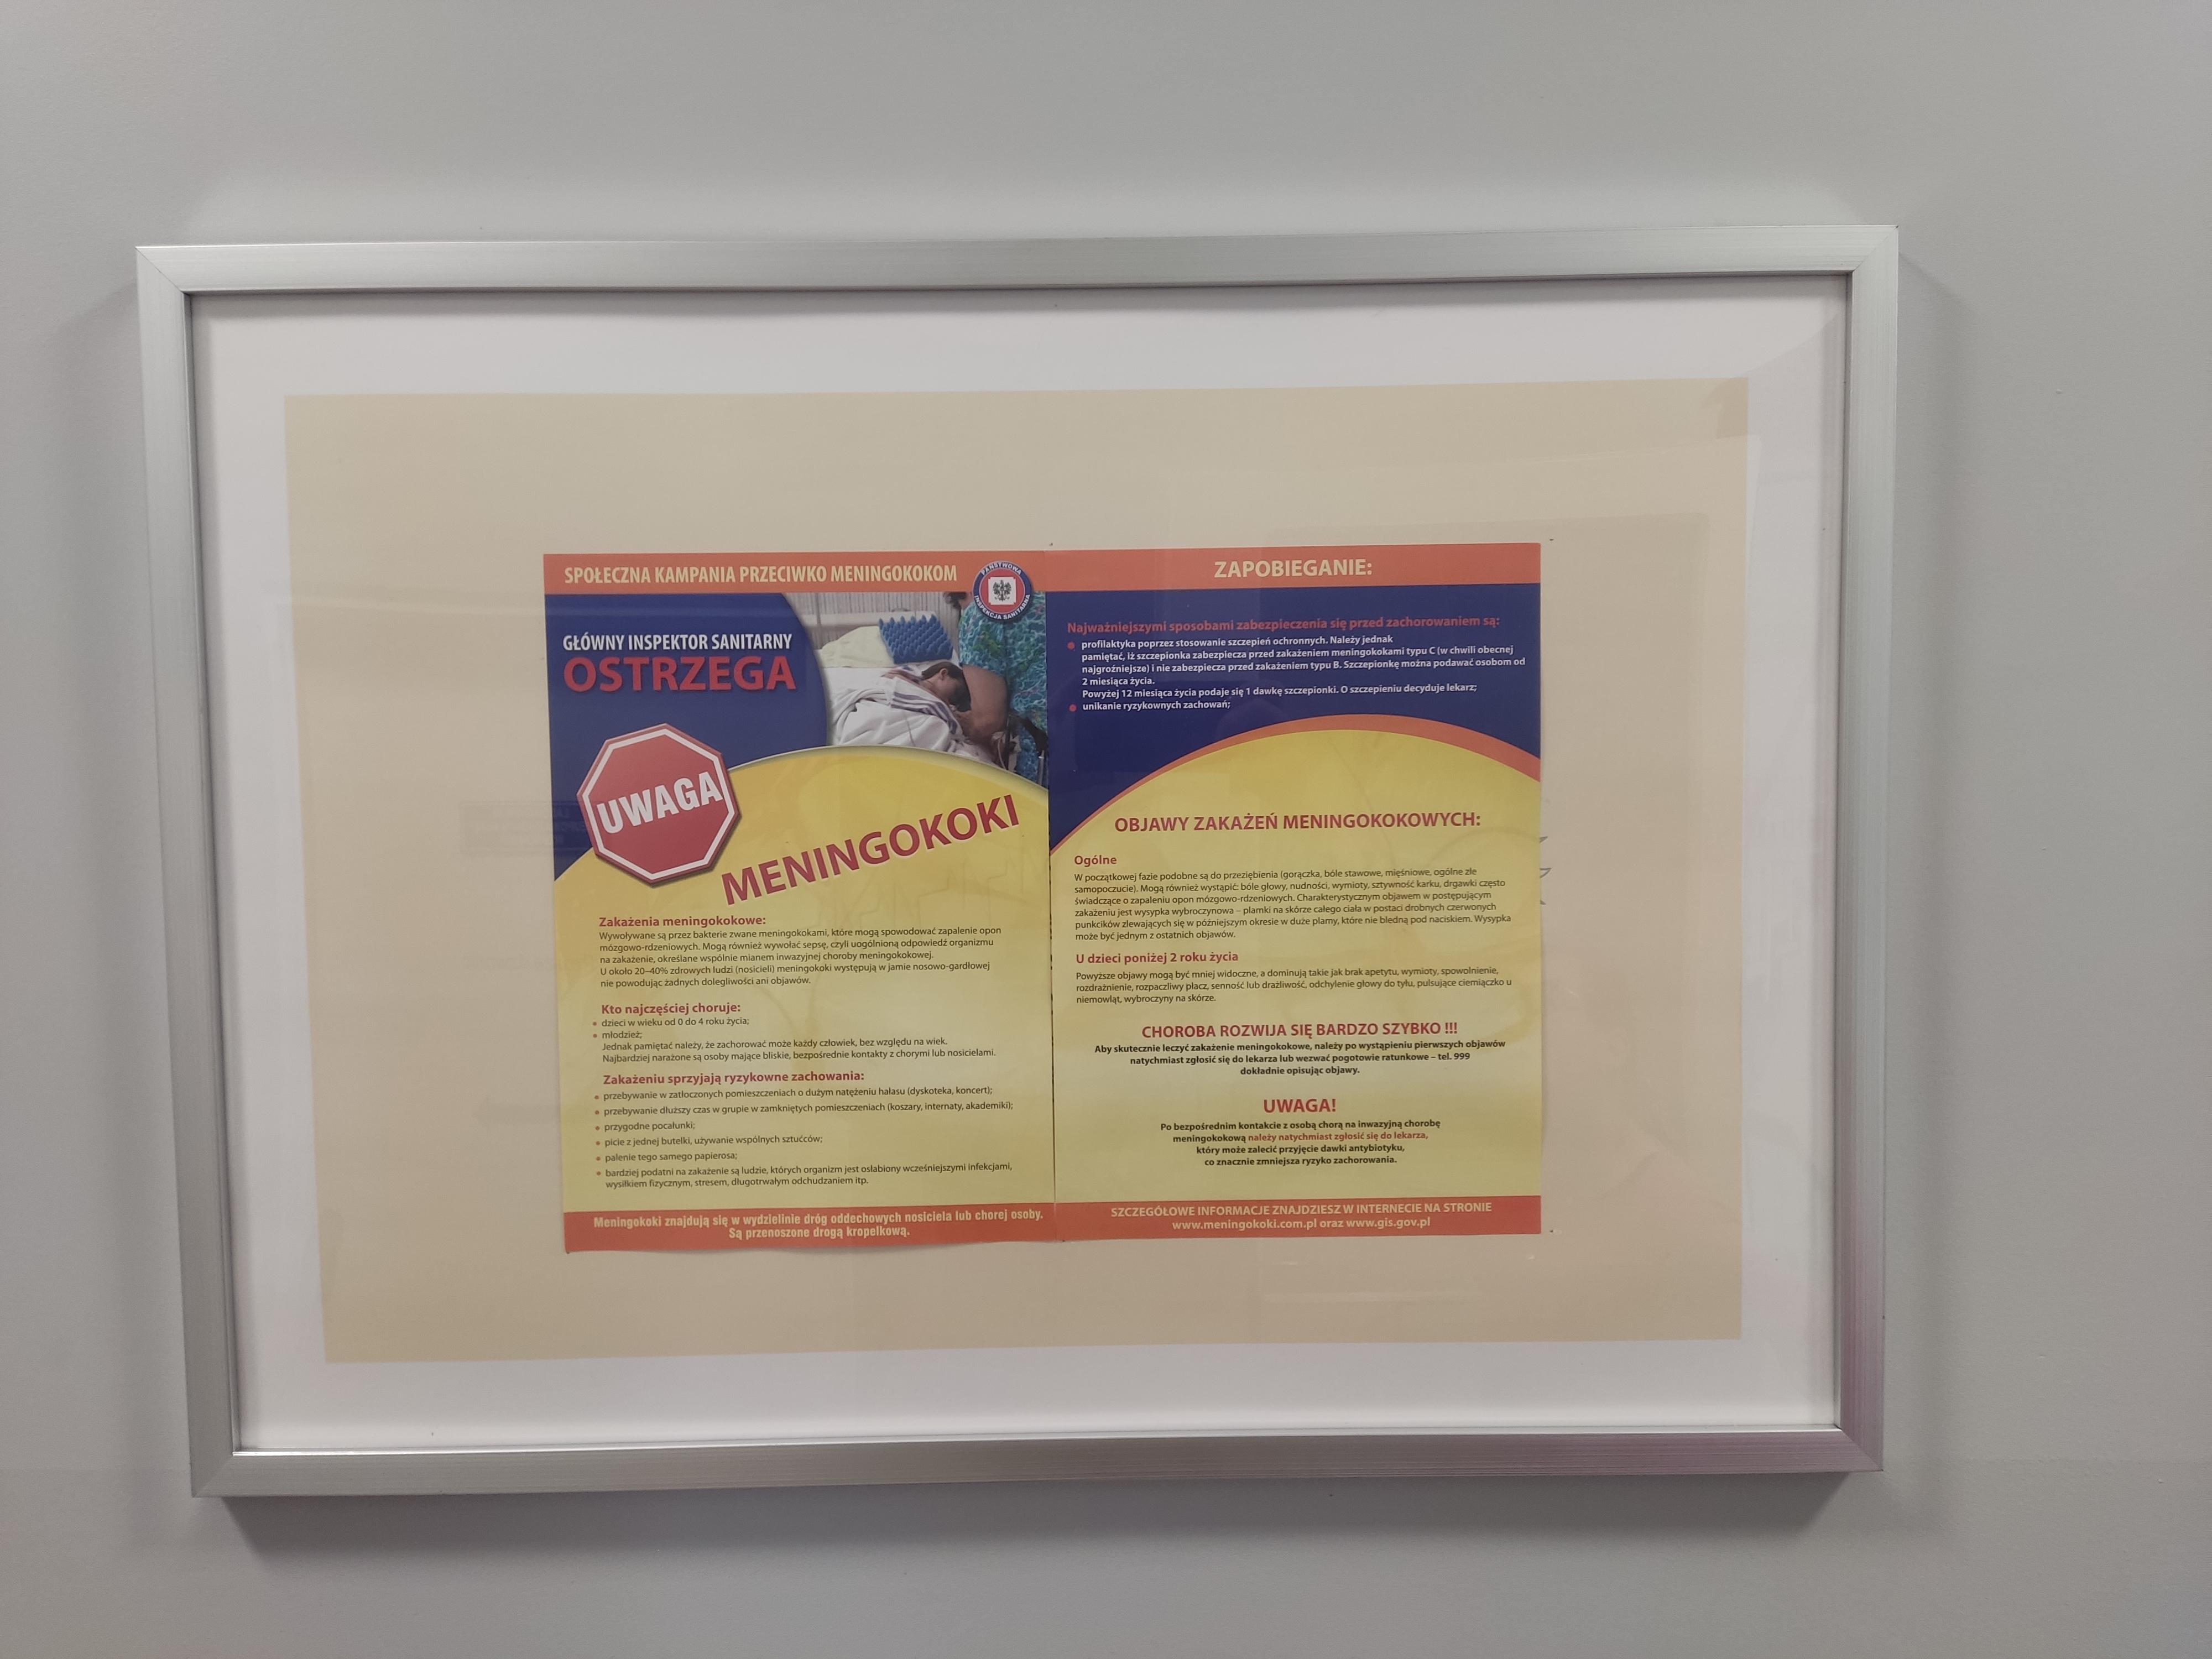 SPOŁECZNA KAMPANIA PRZECIWKO MENINGOKOKOM
PAŃSTWOWA
INSPEKCJA SANITARNA
GŁÓWNY INSPEKTOR SANITARNY
OSTRZEGA
UWAGA
MENINGOKOKI
Zakażenia meningokokowe:
Wywoływane są przez bakterie zwane meningokokami, które mogą spowodować zapalenie opon
mózgowo-rdzeniowych. Mogą również wywołać sepsę, czyli uogólnioną odpowiedź organizmu
na zakażenie, określane wspólnie mianem inwazyjnej choroby meningokokowej.
U około 20–40% zdrowych ludzi (nosicieli) meningokoki występują w jamie nosowo-gardłowej
nie powodując żadnych dolegliwości ani objawów.
Kto najczęściej choruje:
• dzieci w wieku od 0 do 4 roku życia;
• młodzież;
Jednak pamiętać należy, że zachorować może każdy człowiek, bez względu na wiek.
Najbardziej narażone są osoby mające bliskie, bezpośrednie kontakty z chorymi lub nosicielami.
Zakażeniu sprzyjają ryzykowne zachowania:
• przebywanie w zatłoczonych pomieszczeniach o dużym natężeniu hałasu (dyskoteka, koncert);
• przebywanie dłuższy czas w grupie w zamkniętych pomieszczeniach (koszary, internaty, akademiki);
• przygodne pocałunki;
• picie z jednej butelki, używanie wspólnych sztućców;
• palenie tego samego papierosa;
• bardziej podatni na zakażenie są ludzie, których organizm jest osłabiony wcześniejszymi infekcjami,
wysiłkiem fizycznym, stresem, długotrwałym odchudzaniem itp.
Meningokoki znajdują się w wydzielinie dróg oddechowych nosiciela lub chorej osoby.
Są przenoszone drogą kropelkową.
ZAPOBIEGANIE:
Najważniejszymi sposobami zabezpieczenia się przed zachorowaniem są:
• profilaktyka poprzez stosowanie szczepień ochronnych. Należy jednak
pamiętać, iż szczepionka zabezpiecza przed zakażeniem meningokokami typu C (w chwili obecnej
najgroźniejsze) i nie zabezpiecza przed zakażeniem typu B. Szczepionkę można podawać osobom od
2 miesiąca życia.
Powyżej 12 miesiąca życia podaje się 1 dawkę szczepionki. O szczepieniu decyduje lekarz;
• unikanie ryzykownych zachowań;
OBJAWY ZAKAŻEŃ MENINGOKOKOWYCH:
Ogólne
W początkowej fazie podobne są do przeziębienia (gorączka, bóle stawowe, mięśniowe, ogólne złe
samopoczucie). Mogą również wystąpić: bóle głowy, nudności, wymioty, sztywność karku, drgawki często
świadczące o zapaleniu opon mózgowo-rdzeniowych. Charakterystycznym objawem w postępującym
zakażeniu jest wysypka wybroczynowa – plamki na skórze całego ciała w postaci drobnych czerwonych
punkcików zlewających się w późniejszym okresie w duże plamy, które nie bledną pod naciskiem. Wysypka
może być jednym z ostatnich objawów.
U dzieci poniżej 2 roku życia
Powyższe objawy mogą być mniej widoczne, a dominują takie jak brak apetytu, wymioty, spowolnienie,
rozdrażnienie, rozpaczliwy płacz, senność lub drażliwość, odchylenie głowy do tyłu, pulsujące ciemiączko u
niemowląt, wybroczyny na skórze.
CHOROBA ROZWIJA SIĘ BARDZO SZYBKO !!!
Aby skutecznie leczyć zakażenie meningokokowe, należy po wystąpieniu pierwszych objawów
natychmiast zgłosić się do lekarza lub wezwać pogotowie ratunkowe – tel. 999
dokładnie opisując objawy.
UWAGA!
Po bezpośrednim kontakcie z osobą chorą na inwazyjną chorobę
meningokokową należy natychmiast zgłosić się do lekarza,
który może zalecić przyjęcie dawki antybiotyku,
co znacznie zmniejsza ryzyko zachorowania.
SZCZEGÓŁOWE INFORMACJE ZNAJDZIESZ W INTERNECIE NA STRONIE
www.meningokoki.com.pl oraz www.gis.gov.pl